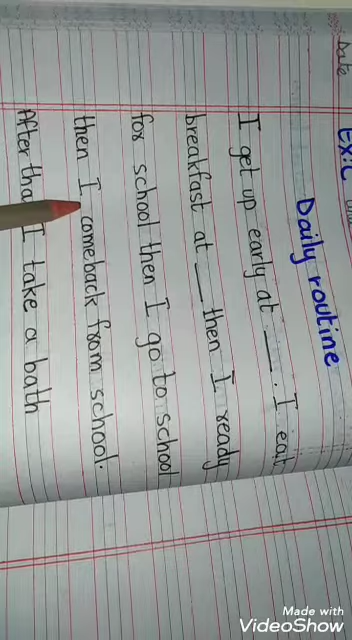 Date
Ex:C
Daily routine
I get up early at ___. I eat
breakfast at ___ then I ready
for school then I go to school
then I comeback from school.
After tha I take a bath
Made with
VideoShow